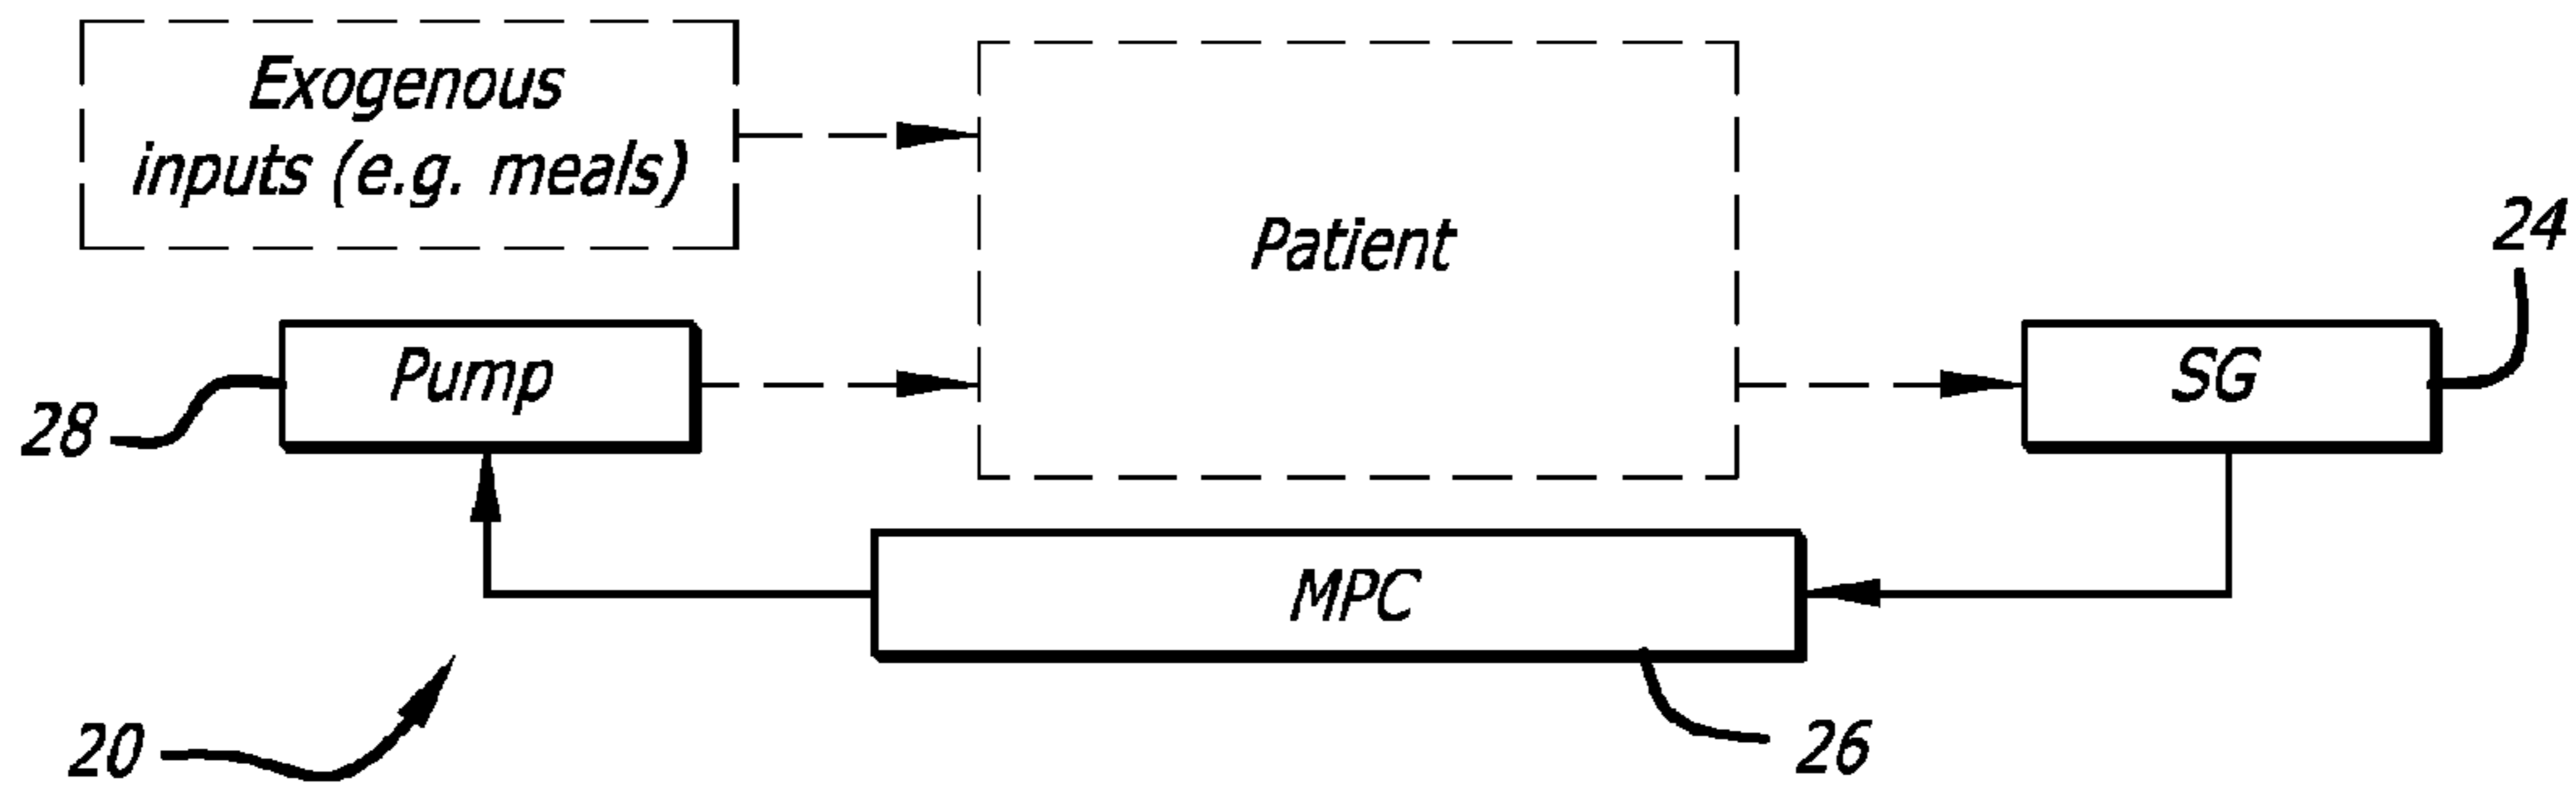 Exogenous
inputs (e.g. meals)
Patient
24
Pump
SG
28
MPC
20
26